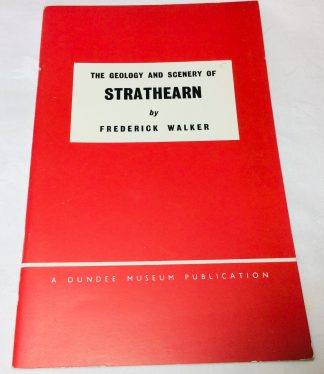 THE GEOLOGY AND SCENERY OF
STRATHEARN
by
FREDERICK WALKER
A DUNDEE MUSEUM PUBLICATION